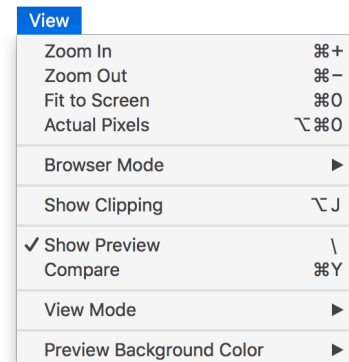 View
Zoom In ⌘+
Zoom Out ⌘−
Fit to Screen ⌘0
Actual Pixels ⌥⌘0
Browser Mode ▶
Show Clipping ⌥J
✓ Show Preview \
Compare ⌘Y
View Mode ▶
Preview Background Color ▶